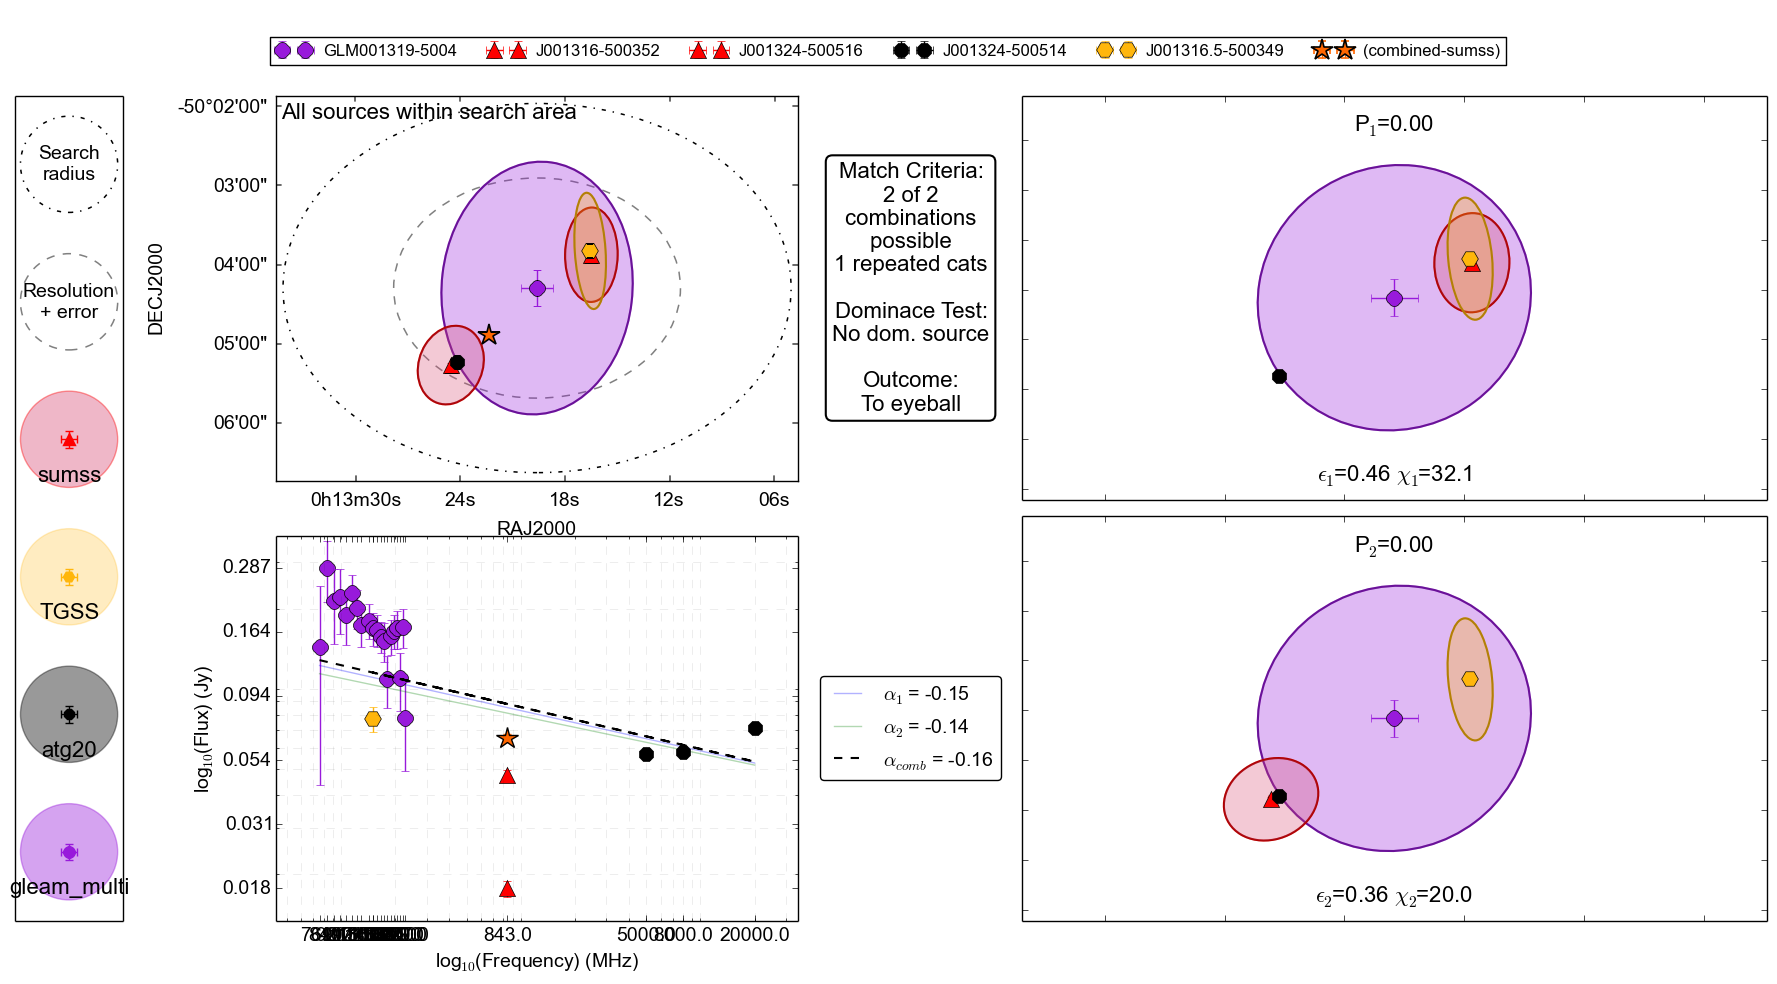 GLM001319-5004 J001316-500352 J001324-500516 J001324-500514 J001316.5-500349 (combined-sumss)
Search
radius
Resolution
+ error
sumss
TGSS
atg20
gleam_multi
All sources within search area
-50°02'00"
03'00"
04'00"
05'00"
06'00"
DECJ2000
0h13m30s 24s 18s 12s 06s
RAJ2000
Match Criteria:
2 of 2
combinations
possible
1 repeated cats
Dominace Test:
No dom. source
Outcome:
To eyeball
P1=0.00
ϵ1=0.46 χ1=32.1
P2=0.00
ϵ2=0.36 χ2=20.0
0.287
0.164
0.094
0.054
0.031
0.018
log10(Flux) (Jy)
843.0 5000.0 8000.0 20000.0
log10(Frequency) (MHz)
α1 = -0.15
α2 = -0.14
αcomb = -0.16